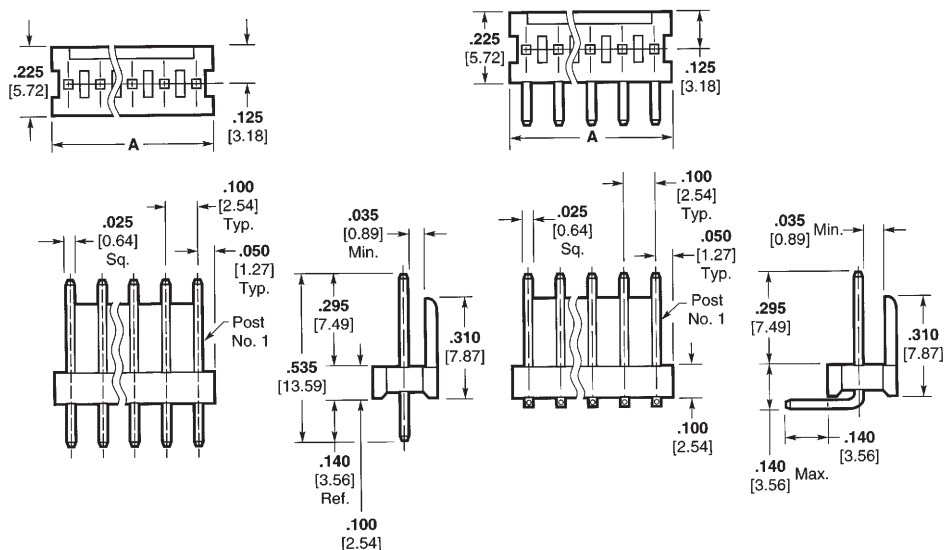 .225
[5.72]
.125
[3.18]
A
.100
[2.54]
Typ.
.025
[0.64]
Sq.
.050
[1.27]
Typ.
.035
[0.89]
Min.
Post
No. 1
.295
[7.49]
.310
[7.87]
.535
[13.59]
.140
[3.56]
Ref.
.100
[2.54]
.225
[5.72]
.125
[3.18]
A
.100
[2.54]
Typ.
.025
[0.64]
Sq.
.050
[1.27]
Typ.
.035
[0.89] Min.
Post
No. 1
.295
[7.49]
.310
[7.87]
.100
[2.54]
.140
[3.56]
.140
[3.56] Max.